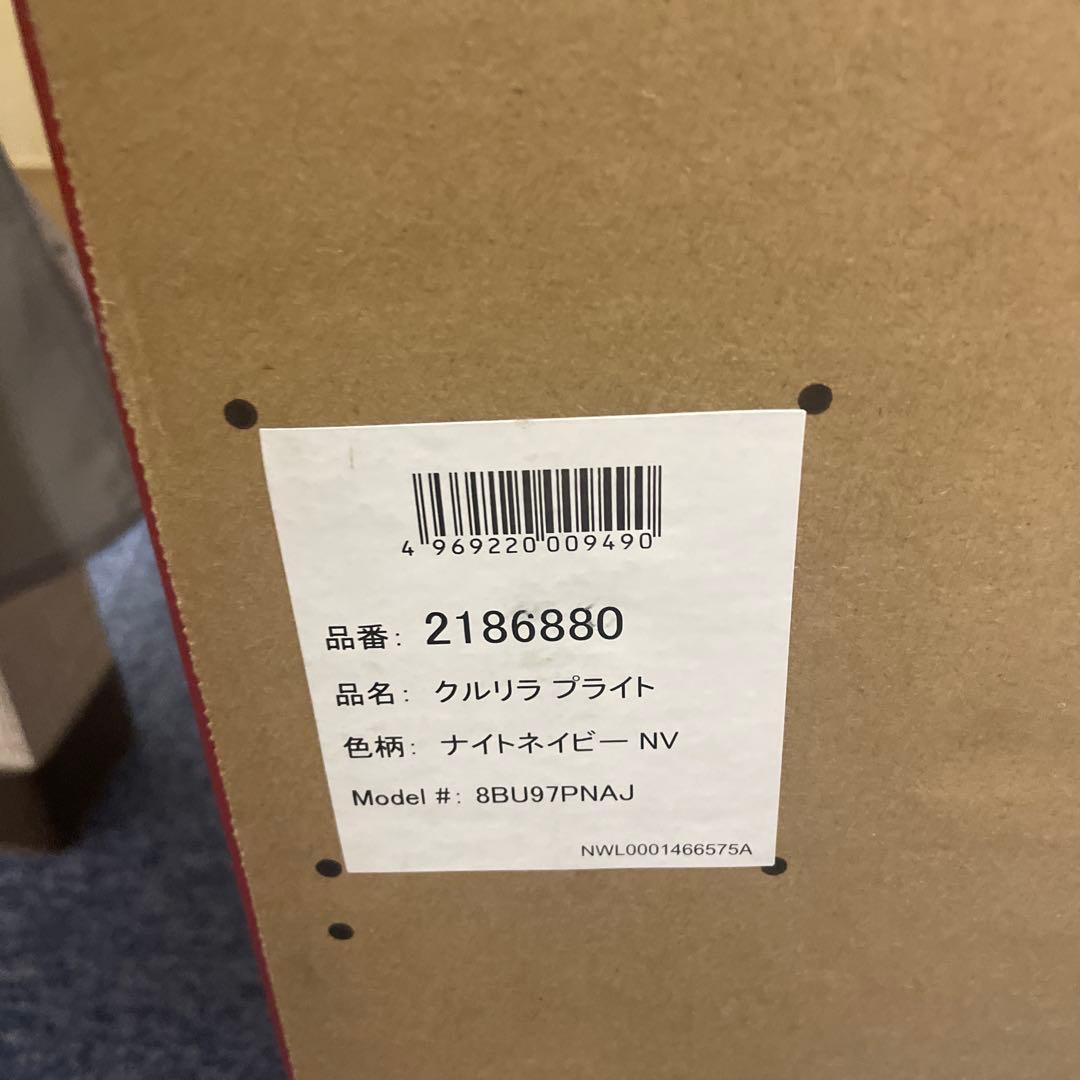 4 969220 009490
品番: 2186880
品名: クルリラ プライト
色柄: ナイトネイビー NV
Model #: 8BU97PNAJ
NWL0001466575A